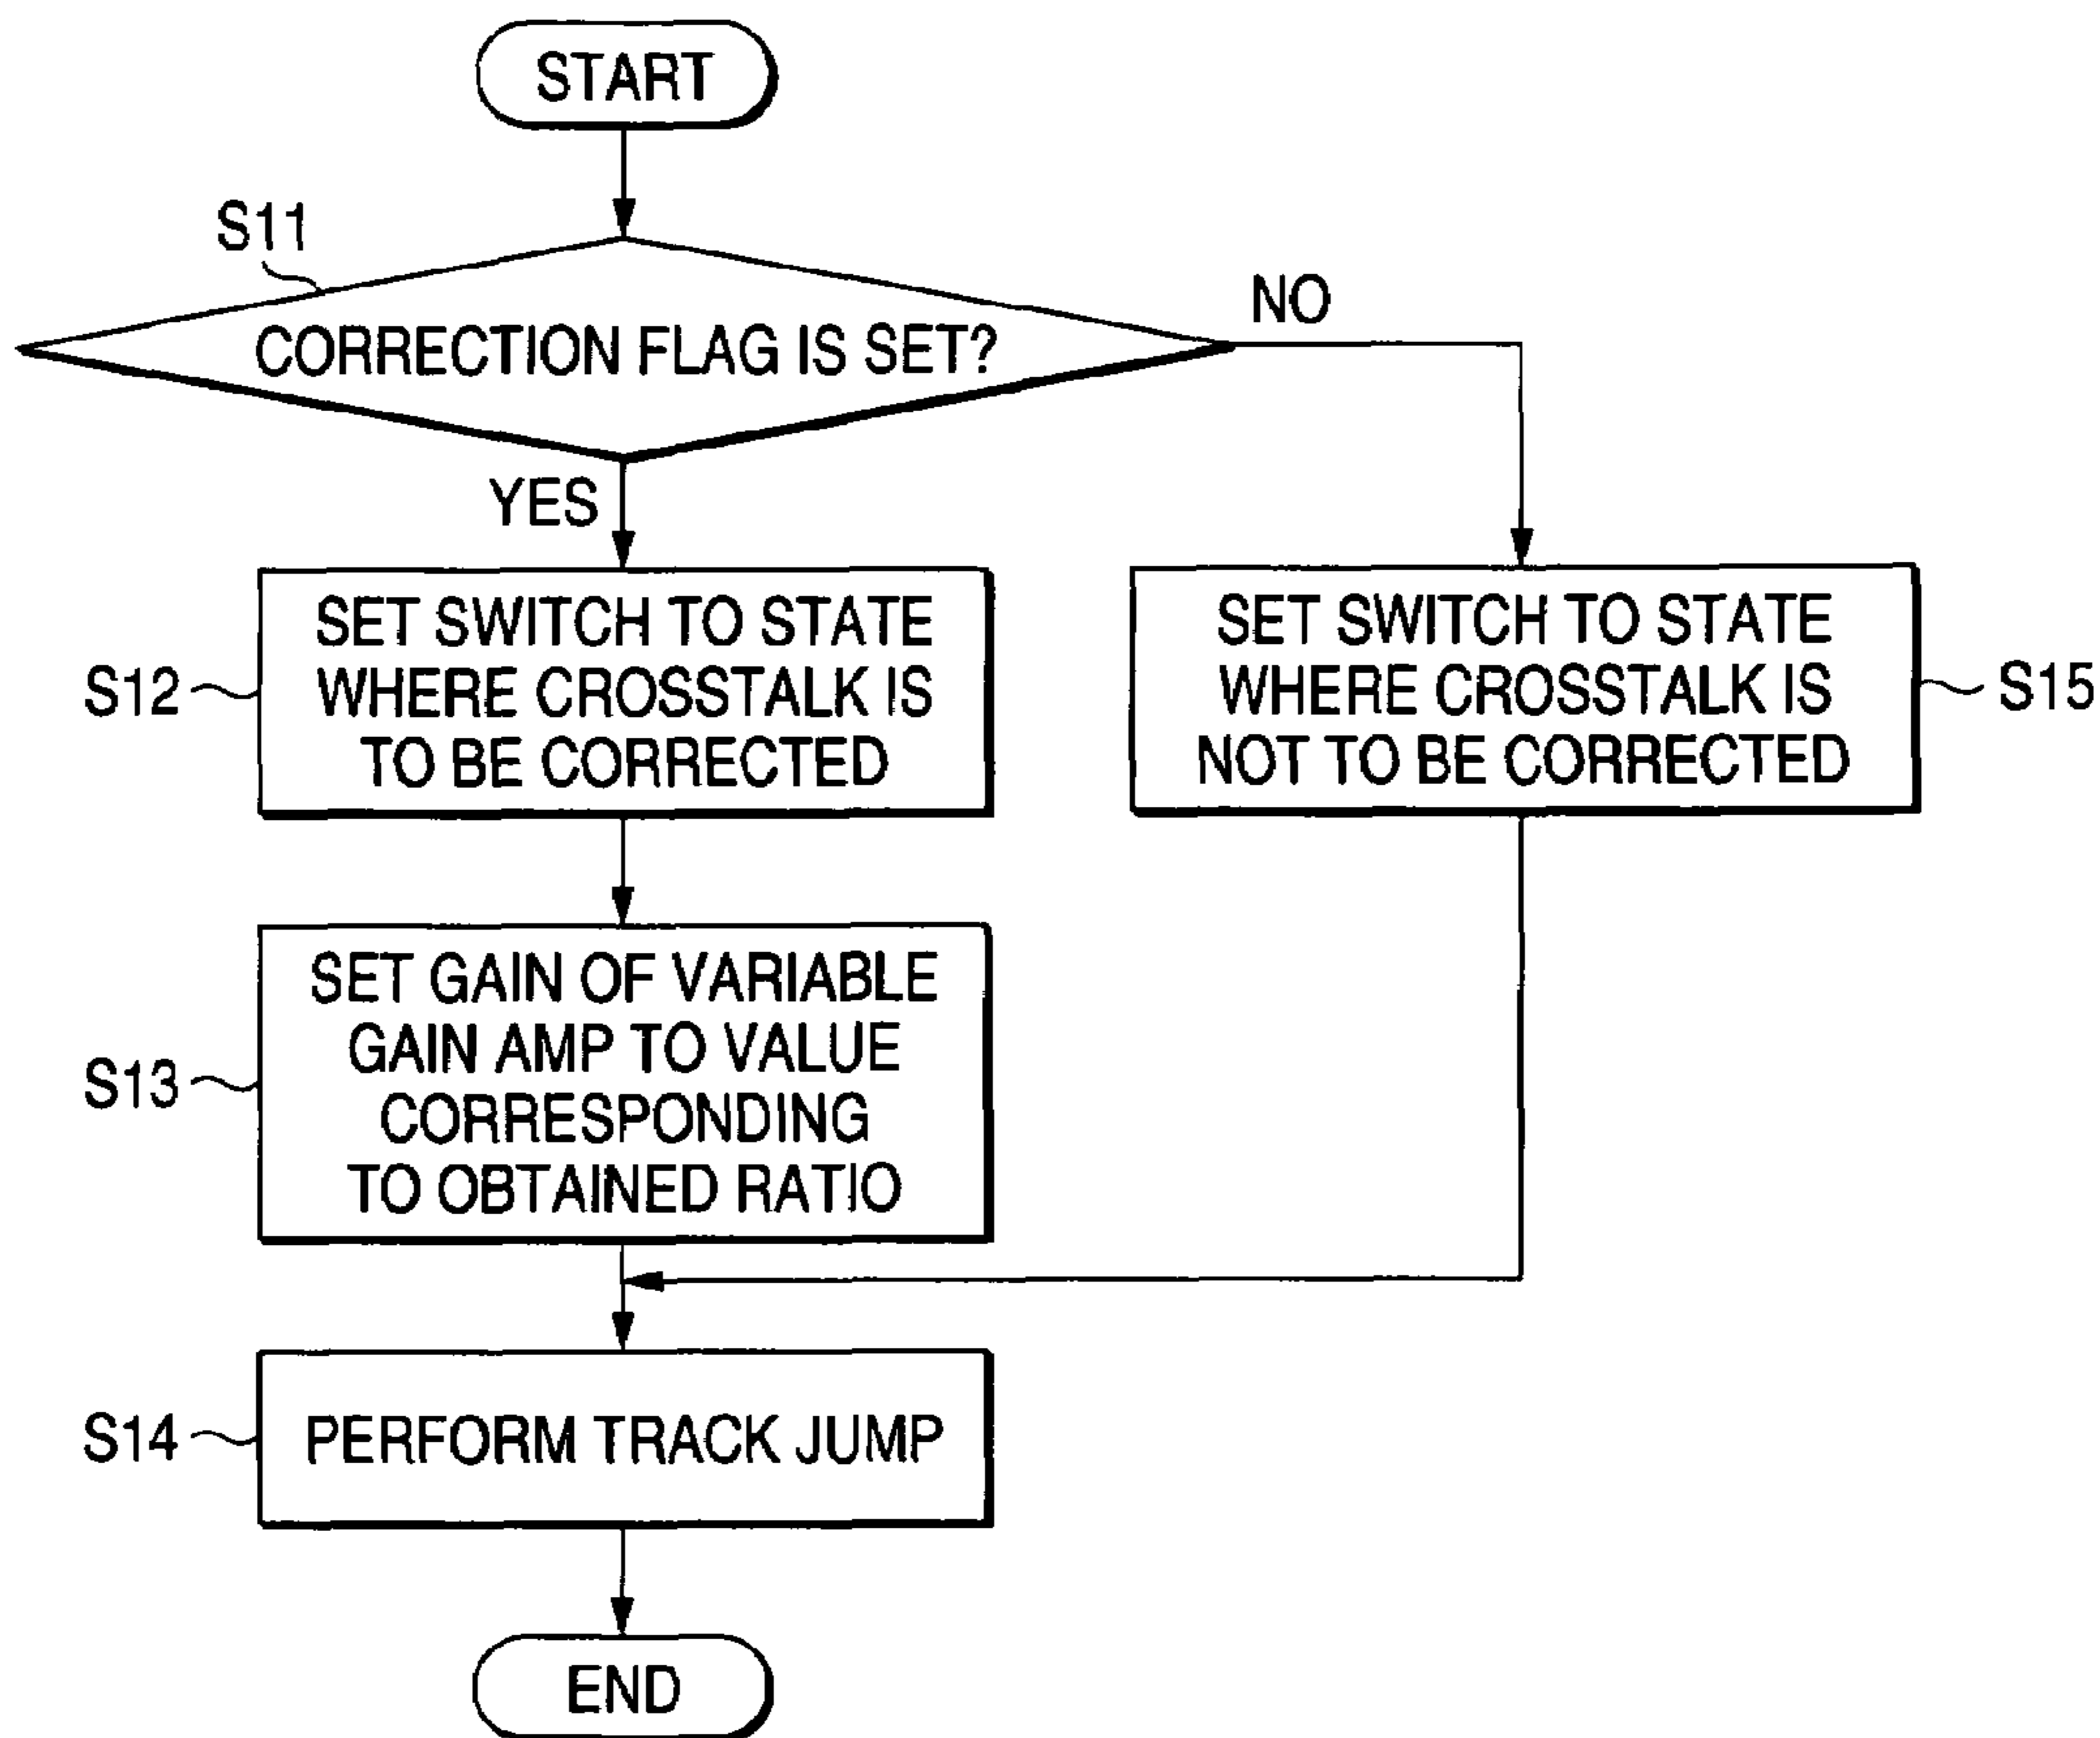 START
S11
CORRECTION FLAG IS SET?
NO
YES
S12
SET SWITCH TO STATE
WHERE CROSSTALK IS
TO BE CORRECTED
SET SWITCH TO STATE
WHERE CROSSTALK IS
NOT TO BE CORRECTED
S15
S13
SET GAIN OF VARIABLE
GAIN AMP TO VALUE
CORRESPONDING
TO OBTAINED RATIO
S14
PERFORM TRACK JUMP
END